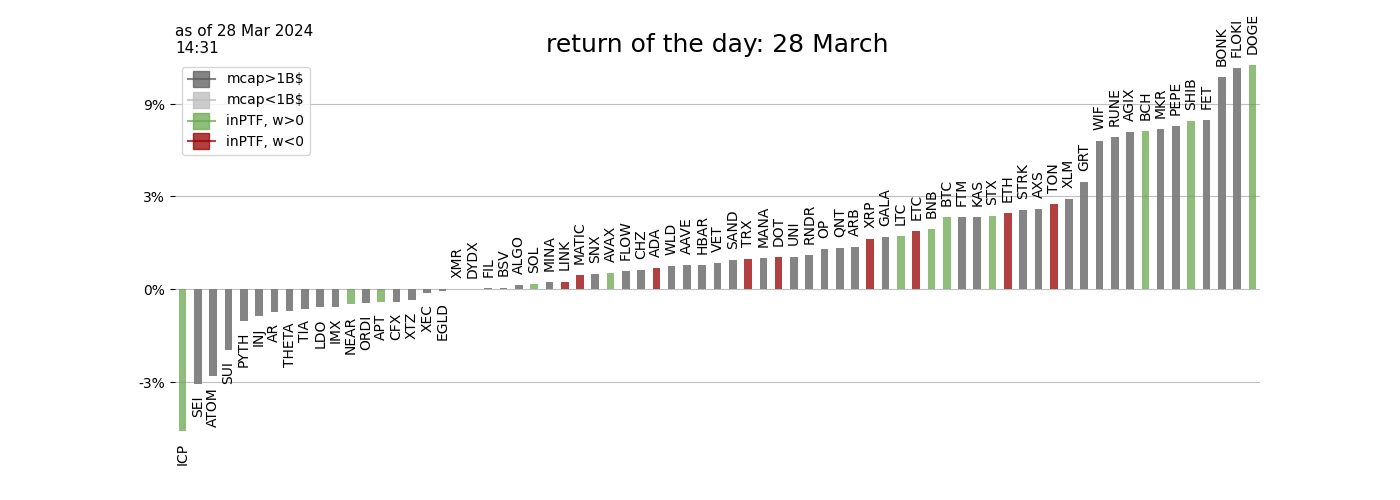 as of 28 Mar 2024
14:31
return of the day: 28 March
mcap>1B$
mcap<1B$
inPTF, w>0
inPTF, w<0
9%
3%
0%
-3%
ICP
SEI
ATOM
SUI
PYTH
INJ
AR
THETA
TIA
LDO
IMX
NEAR
ORDI
APT
CFX
XTZ
XEC
EGLD
XMR
DYDX
FIL
BSV
ALGO
SOL
MINA
LINK
MATIC
SNX
AVAX
FLOW
CHZ
ADA
WLD
AAVE
HBAR
VET
SAND
TRX
MANA
DOT
UNI
RNDR
OP
QNT
ARB
XRP
GALA
LTC
ETC
BNB
BTC
FTM
KAS
STX
ETH
STRK
AXS
TON
XLM
GRT
WIF
RUNE
AGIX
BCH
MKR
PEPE
SHIB
FET
BONK
FLOKI
DOGE